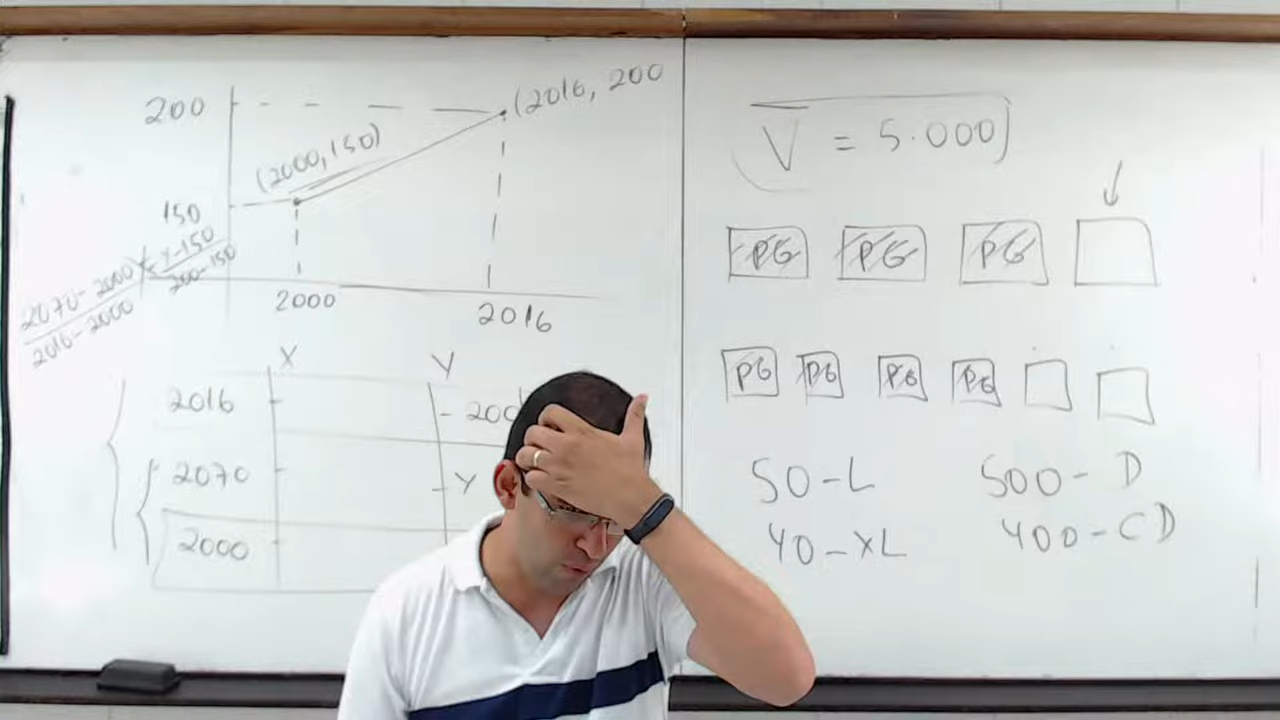 200
(2016, 200
(2000, 150)
150
2070 - 2000
2016 - 2000
Y-150
200-150
2000
2016
X Y
2016 - 200
2070 Y
2000
V = 5.000
PG PG PG
PG PG PG PG
50-L 500- D
40-XL 400-CD